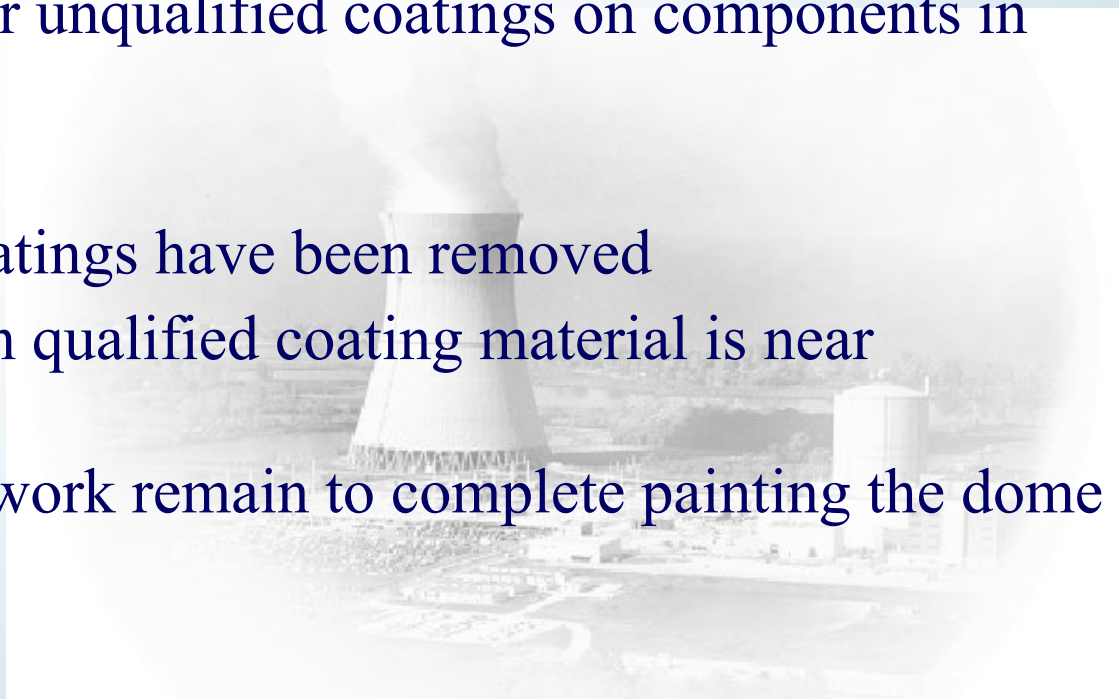 r unqualified coatings on components in
atings have been removed
n qualified coating material is near
work remain to complete painting the dome